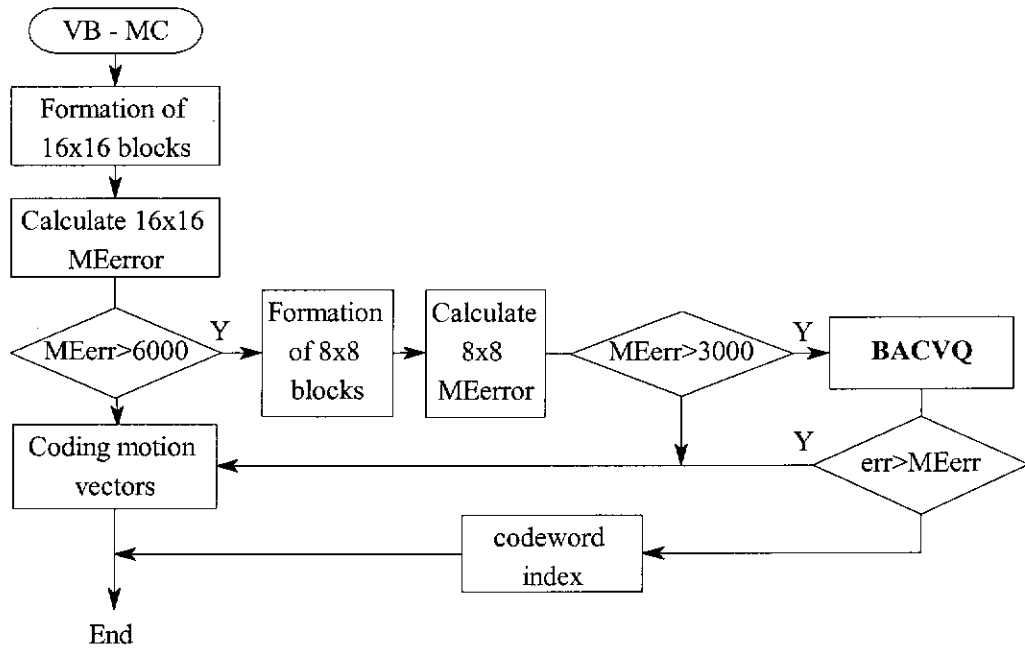 VB - MC
Formation of
16x16 blocks
Calculate 16x16
MEerror
MEerr>6000
Y
Formation
of 8x8
blocks
Calculate
8x8
MEerror
MEerr>3000
Y
BACVQ
Coding motion
vectors
Y
err>MEerr
codeword
index
End